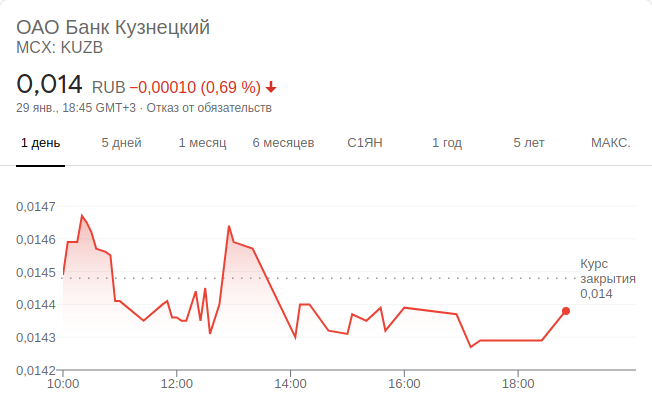 ОАО Банк Кузнецкий
MCX: KUZB
0,014 RUB −0,00010 (0,69 %)
29 янв., 18:45 GMT+3 · Отказ от обязательств
1 день 5 дней 1 месяц 6 месяцев С1ЯН 1 год 5 лет МАКС.
0,0147
0,0146
0,0145
0,0144
0,0143
0,0142
Курс
закрытия
0,014
10:00 12:00 14:00 16:00 18:00